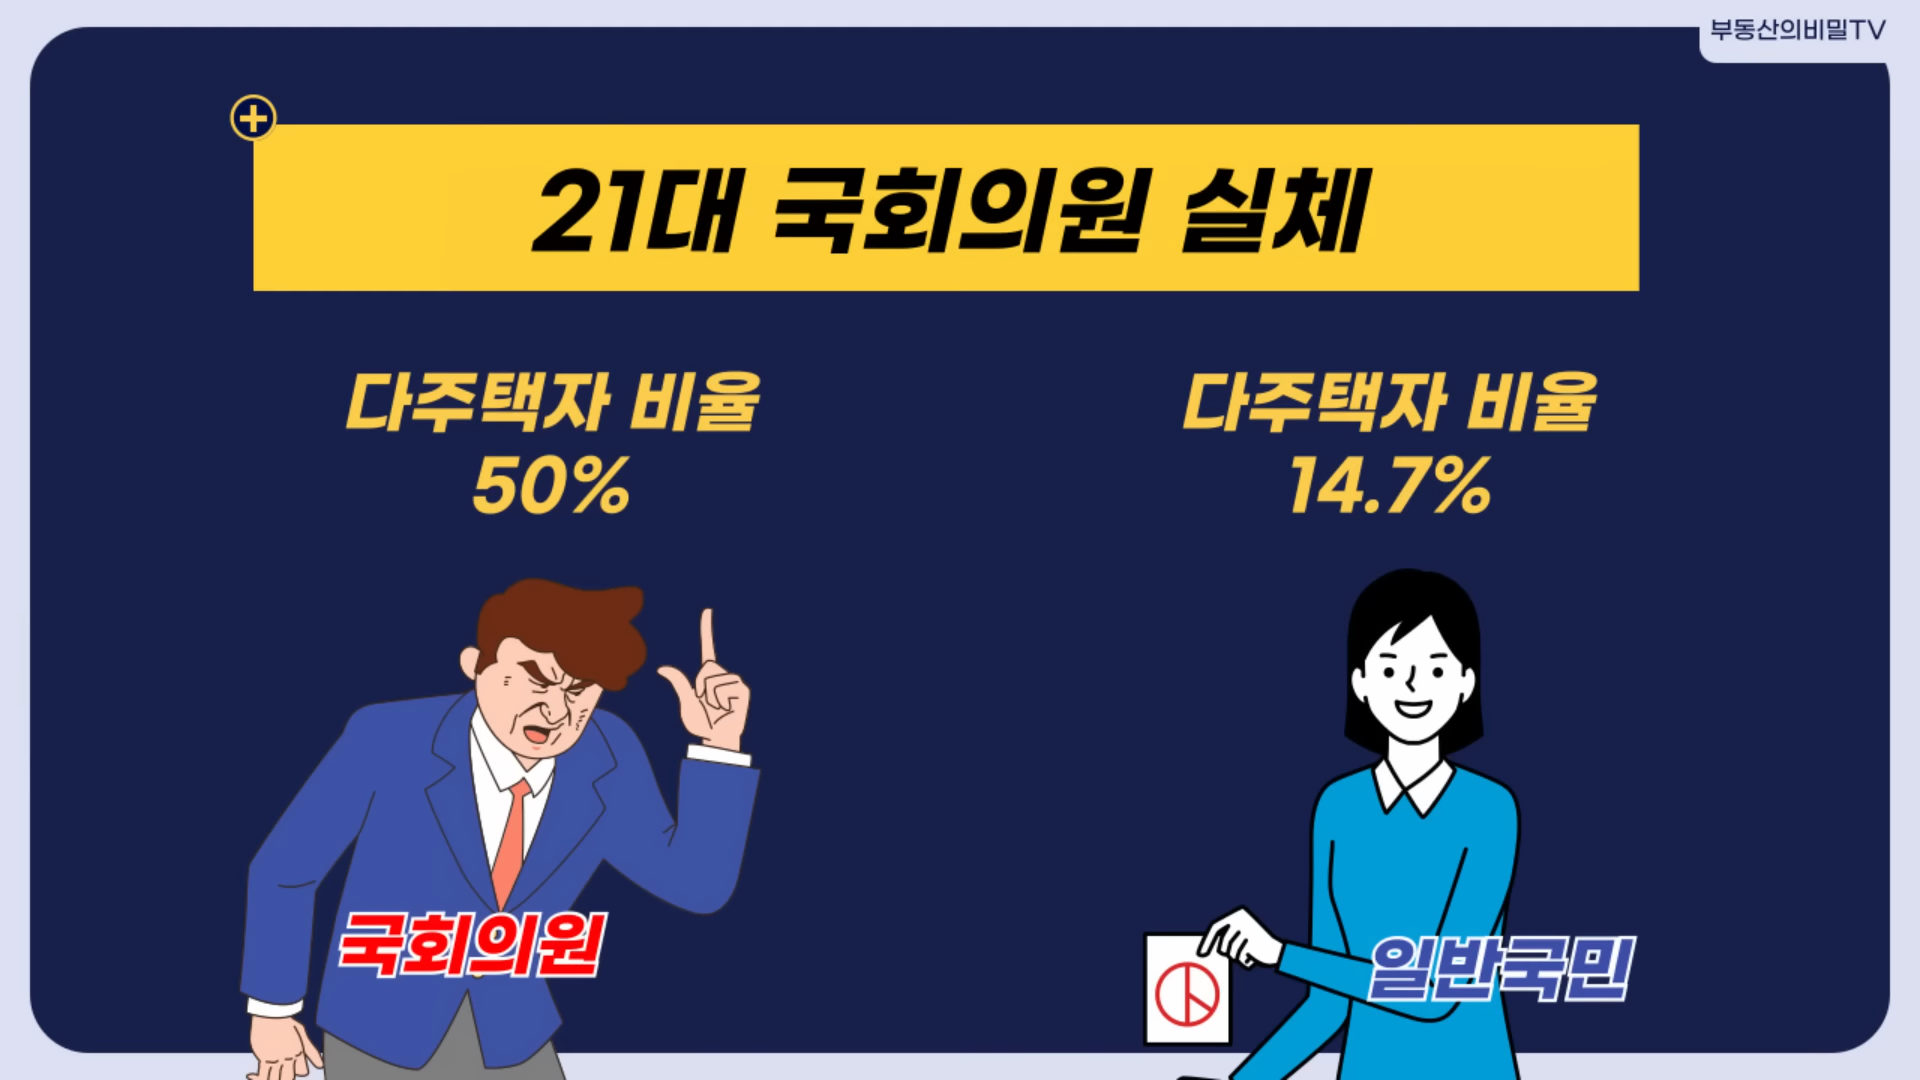 부동산의비밀TV
21대 국회의원 실체
다주택자 비율
50%
다주택자 비율
14.7%
국회의원
일반국민